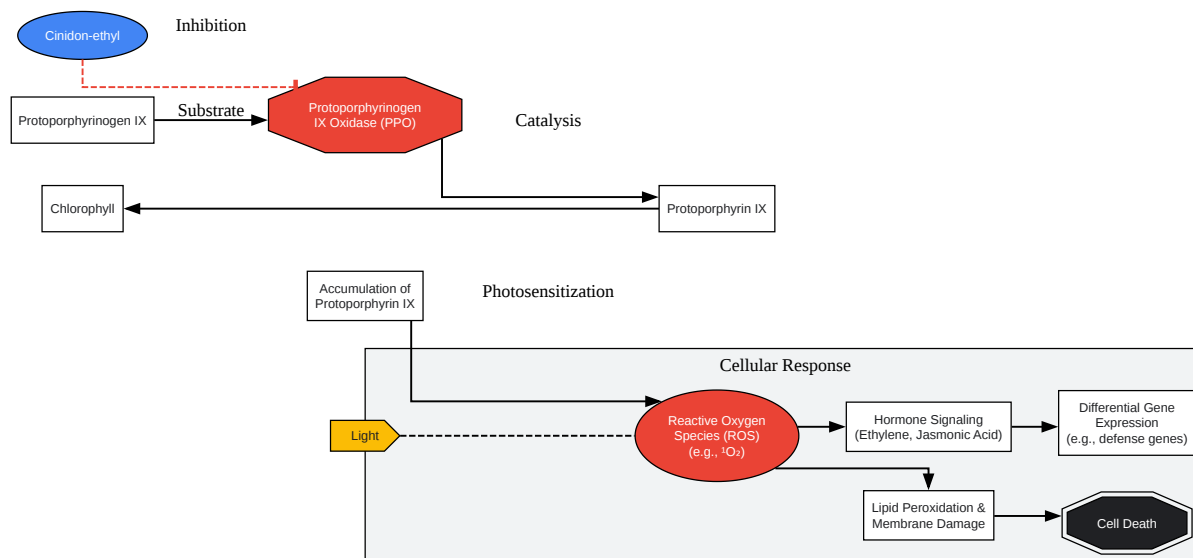 Cinidon-ethyl
Inhibition
Protoporphyrinogen IX
Substrate
Protoporphyrinogen
IX Oxidase (PPO)
Catalysis
Chlorophyll
Protoporphyrin IX
Accumulation of
Protoporphyrin IX
Photosensitization
Cellular Response
Light
Reactive Oxygen
Species (ROS)
(e.g., ¹O₂)
Hormone Signaling
(Ethylene, Jasmonic Acid)
Differential Gene
Expression
(e.g., defense genes)
Lipid Peroxidation &
Membrane Damage
Cell Death